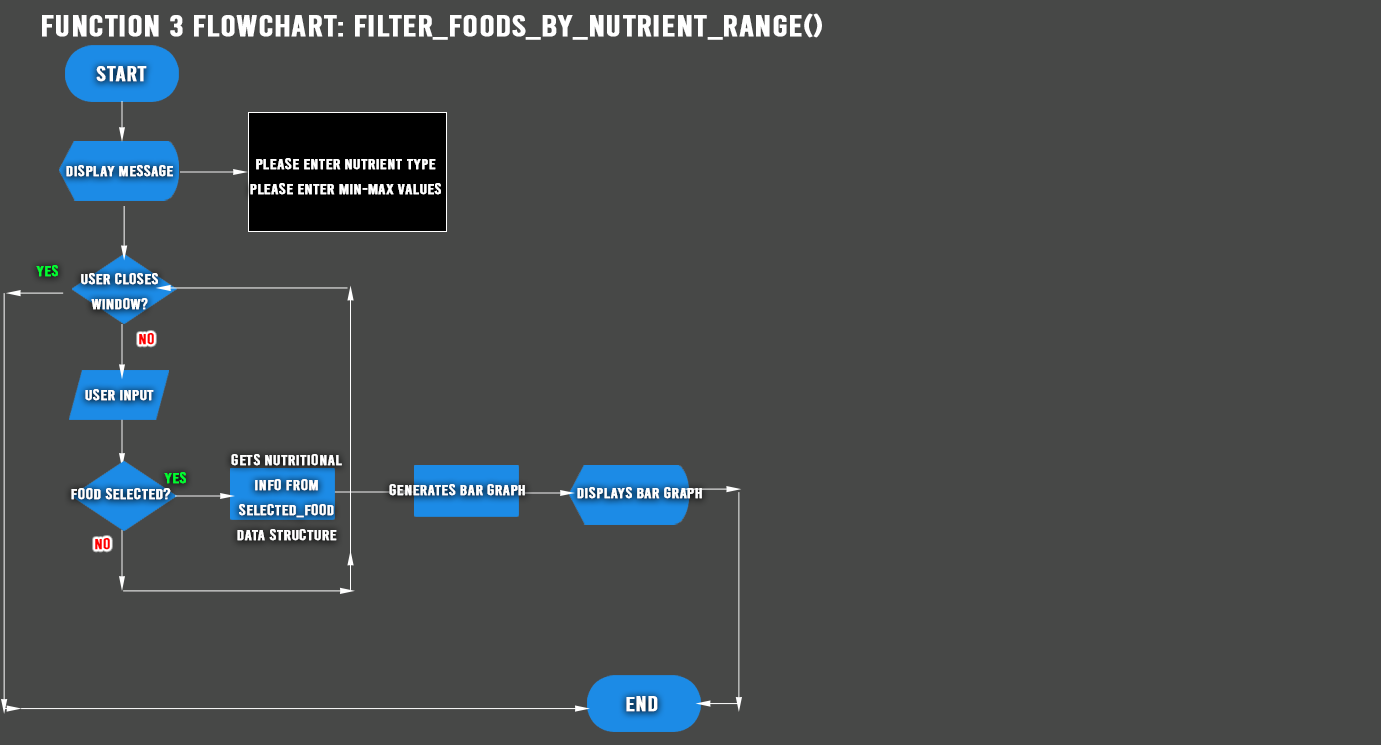 FUNCTION 3 FLOWCHART: FILTER_FOODS_BY_NUTRIENT_RANGE()
START
DISPLAY MESSAGE
PLEASE ENTER NUTRIENT TYPE
PLEASE ENTER MIN-MAX VALUES
YES
USER CLOSES
WINDOW?
NO
USER INPUT
FOOD SELECTED?
YES
NO
GETS NUTRITIONAL
INFO FROM
SELECTED_FOOD
DATA STRUCTURE
GENERATES BAR GRAPH
DISPLAYS BAR GRAPH
END